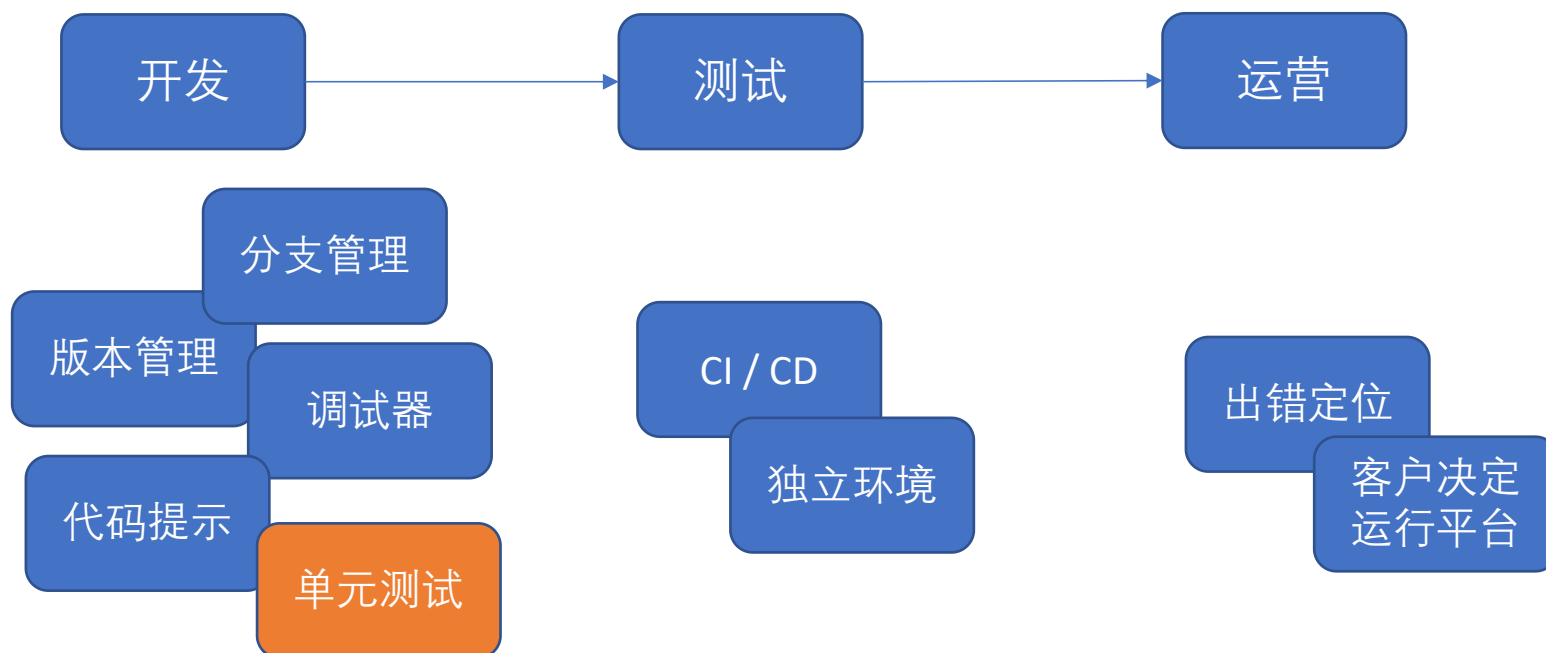 开发
测试
运营
分支管理
版本管理
调试器
代码提示
单元测试
CI / CD
独立环境
出错定位
客户决定
运行平台